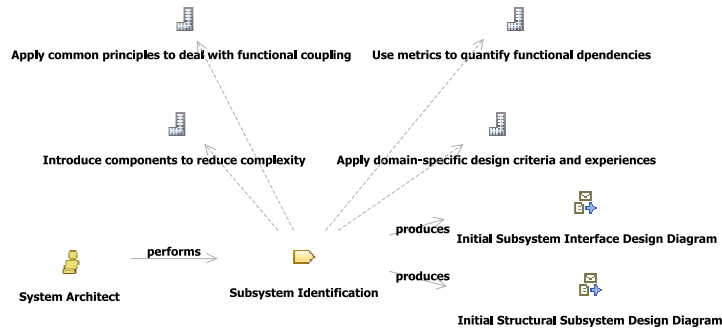 Apply common principles to deal with functional coupling
Use metrics to quantify functional dpendencies
Introduce components to reduce complexity
Apply domain-specific design criteria and experiences
produces
Initial Subsystem Interface Design Diagram
performs
System Architect
Subsystem Identification
produces
Initial Structural Subsystem Design Diagram